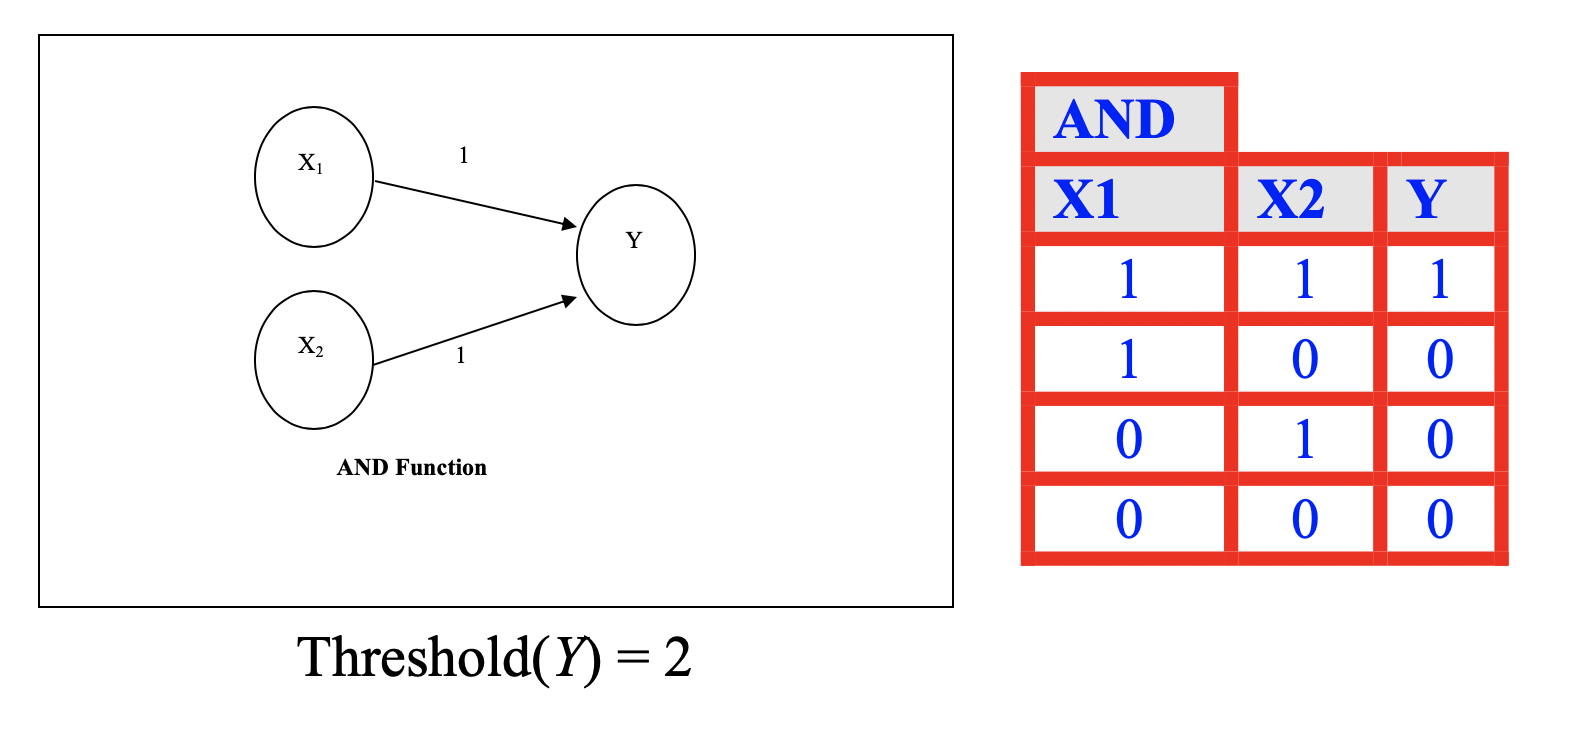 X₁
1
Y
X₂
1
AND Function
Threshold(Y) = 2
AND
X1 X2 Y
1 1 1
1 0 0
0 1 0
0 0 0